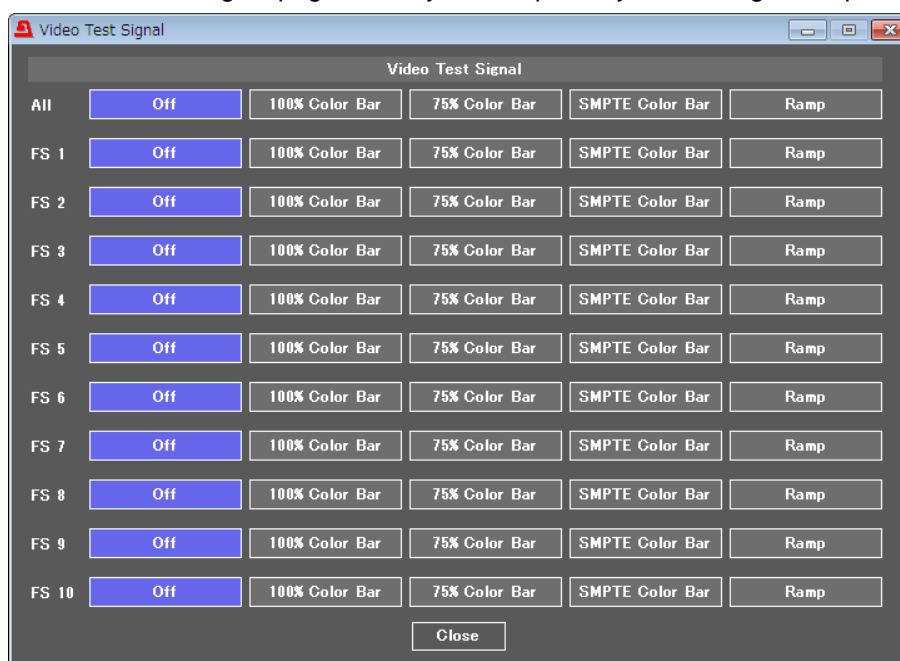 Video Test Signal
Video Test Signal
All Off 100% Color Bar 75% Color Bar SMPTE Color Bar Ramp
FS 1 Off 100% Color Bar 75% Color Bar SMPTE Color Bar Ramp
FS 2 Off 100% Color Bar 75% Color Bar SMPTE Color Bar Ramp
FS 3 Off 100% Color Bar 75% Color Bar SMPTE Color Bar Ramp
FS 4 Off 100% Color Bar 75% Color Bar SMPTE Color Bar Ramp
FS 5 Off 100% Color Bar 75% Color Bar SMPTE Color Bar Ramp
FS 6 Off 100% Color Bar 75% Color Bar SMPTE Color Bar Ramp
FS 7 Off 100% Color Bar 75% Color Bar SMPTE Color Bar Ramp
FS 8 Off 100% Color Bar 75% Color Bar SMPTE Color Bar Ramp
FS 9 Off 100% Color Bar 75% Color Bar SMPTE Color Bar Ramp
FS 10 Off 100% Color Bar 75% Color Bar SMPTE Color Bar Ramp
Close